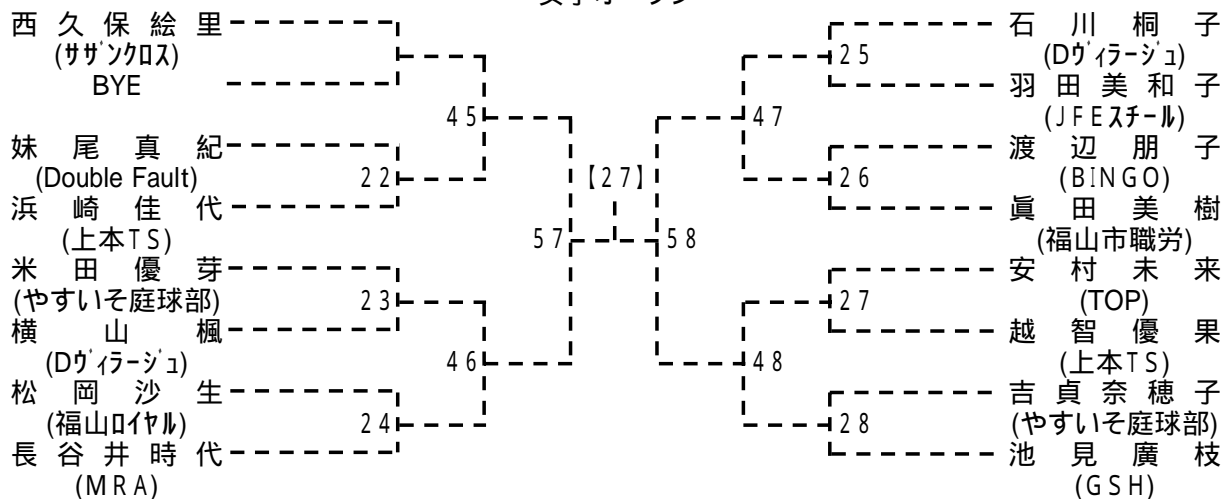 西久保絵里
(ササﾞンクロス)
BYE
45
妹尾真紀
(Double Fault)
22
浜崎佳代
(上本TS)
57
米田優芽
(やすいそ庭球部)
23
横山楓
(Dヴィラージュ)
46
松岡沙生
(福山ロイヤル)
24
長谷井時代
(MRA)
【27】
石川桐子
25
(Dヴィラージュ)
羽田美和子
47
(JFEスチール)
渡辺朋子
26
(BINGO)
眞田美樹
58
(福山市職労)
安村未来
27
(TOP)
越智優果
48
(上本TS)
吉貞奈穂子
28
(やすいそ庭球部)
池見廣枝
(GSH)